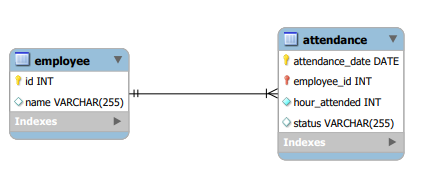 employee
id INT
name VARCHAR(255)
Indexes
attendance
attendance_date DATE
employee_id INT
hour_attended INT
status VARCHAR(255)
Indexes